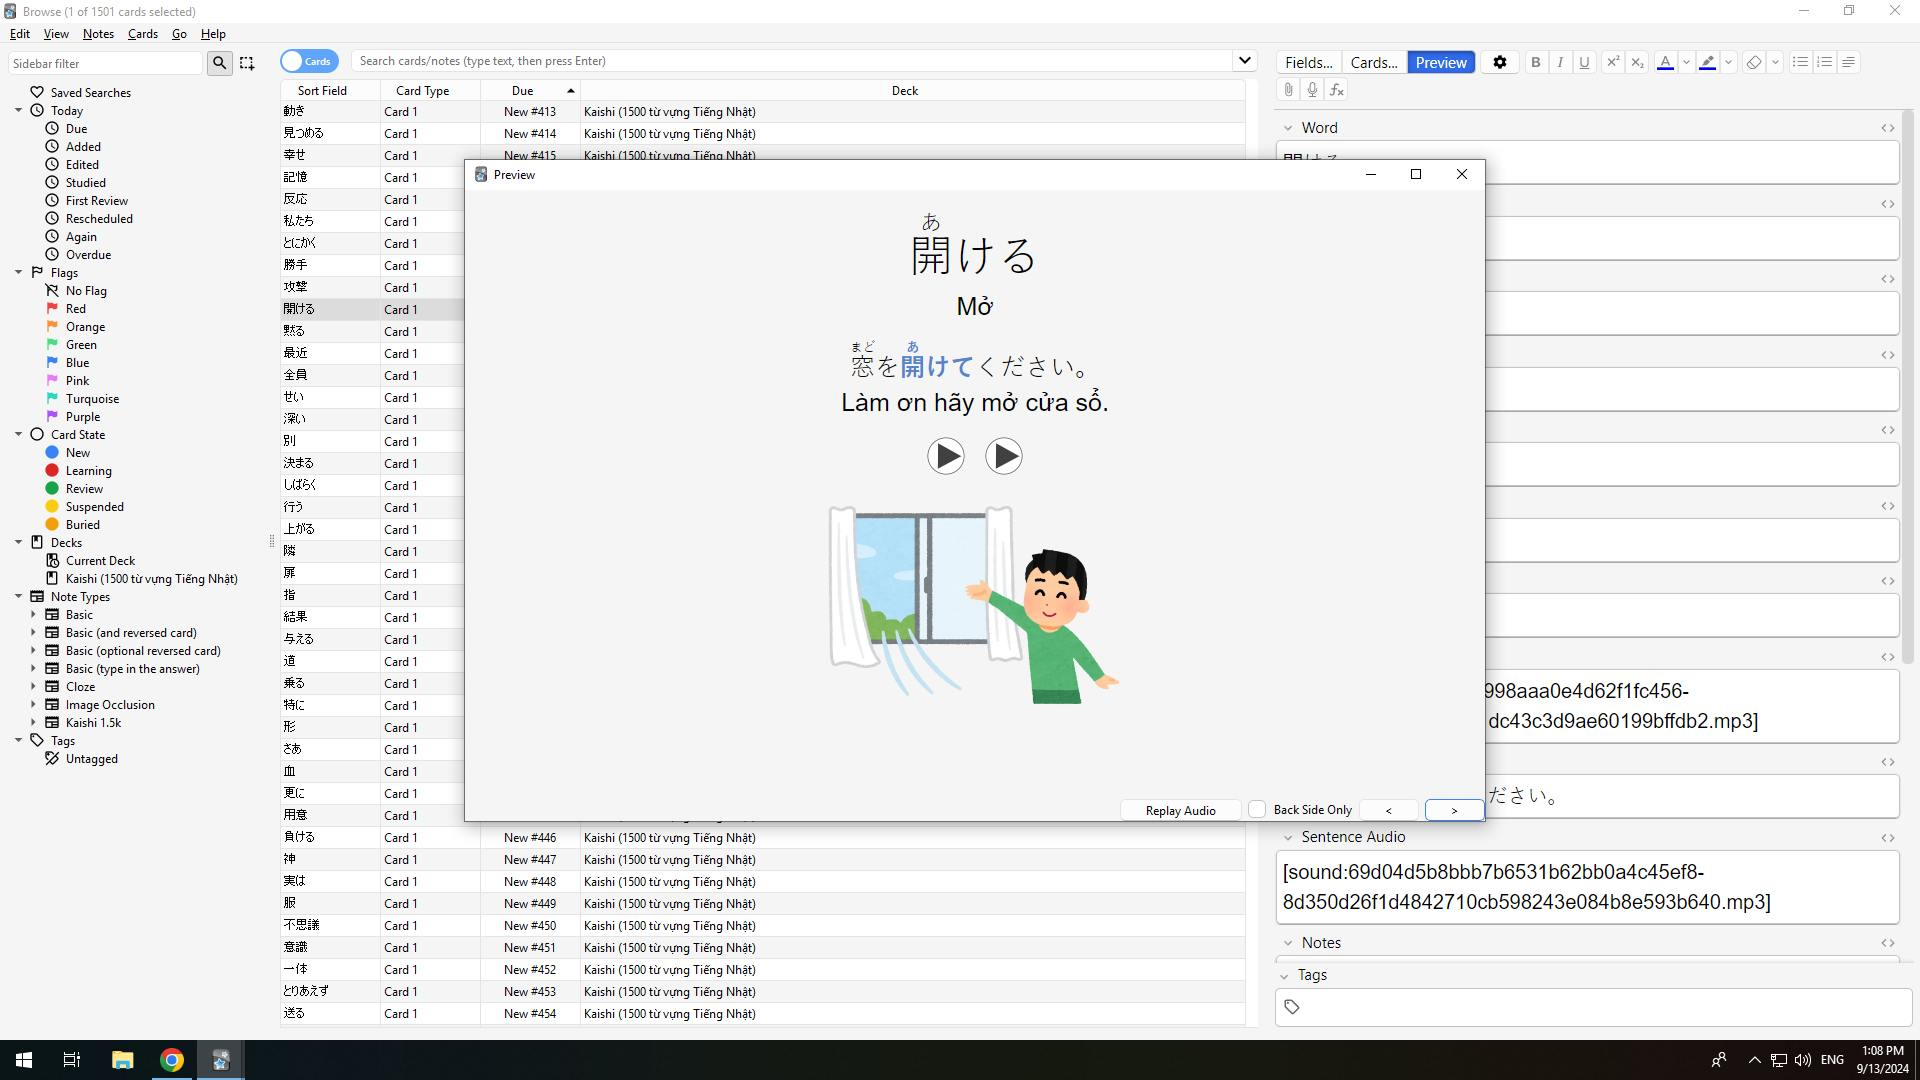 Browse (1 of 1501 cards selected)
Edit View Notes Cards Go Help
Sidebar filter
Cards
Search cards/notes (type text, then press Enter)
Fields... Cards... Preview
B I U x² x₂ A
fx
Saved Searches
Today
Due
Added
Edited
Studied
First Review
Rescheduled
Again
Overdue
Flags
No Flag
Red
Orange
Green
Blue
Pink
Turquoise
Purple
Card State
New
Learning
Review
Suspended
Buried
Decks
Current Deck
Kaishi (1500 từ vựng Tiếng Nhật)
Note Types
Basic
Basic (and reversed card)
Basic (optional reversed card)
Basic (type in the answer)
Cloze
Image Occlusion
Kaishi 1.5k
Tags
Untagged
Sort Field Card Type Due Deck
動き Card 1 New #413 Kaishi (1500 từ vựng Tiếng Nhật)
見つめる Card 1 New #414 Kaishi (1500 từ vựng Tiếng Nhật)
幸せ Card 1 New #415 Kaishi (1500 từ vựng Tiếng Nhật)
記憶 Card 1
反応 Card 1
私たち Card 1
とにかく Card 1
勝手 Card 1
攻撃 Card 1
開ける Card 1
黙る Card 1
最近 Card 1
全員 Card 1
せい Card 1
深い Card 1
別 Card 1
決まる Card 1
しばらく Card 1
行う Card 1
上がる Card 1
隣 Card 1
扉 Card 1
指 Card 1
結果 Card 1
与える Card 1
道 Card 1
乗る Card 1
特に Card 1
形 Card 1
さあ Card 1
血 Card 1
更に Card 1
用意 Card 1
負ける Card 1 New #446 Kaishi (1500 từ vựng Tiếng Nhật)
神 Card 1 New #447 Kaishi (1500 từ vựng Tiếng Nhật)
実は Card 1 New #448 Kaishi (1500 từ vựng Tiếng Nhật)
服 Card 1 New #449 Kaishi (1500 từ vựng Tiếng Nhật)
不思議 Card 1 New #450 Kaishi (1500 từ vựng Tiếng Nhật)
意識 Card 1 New #451 Kaishi (1500 từ vựng Tiếng Nhật)
一体 Card 1 New #452 Kaishi (1500 từ vựng Tiếng Nhật)
とりあえず Card 1 New #453 Kaishi (1500 từ vựng Tiếng Nhật)
送る Card 1 New #454 Kaishi (1500 từ vựng Tiếng Nhật)
Preview
あ
開ける
Mở
まど あ
窓を開けてください。
Làm ơn hãy mở cửa sổ.
Replay Audio Back Side Only < >
Word
開ける
998aaa0e4d62f1fc456-
dc43c3d9ae60199bffdb2.mp3]
ださい。
Sentence Audio
[sound:69d04d5b8bbb7b6531b62bb0a4c45ef8-
8d350d26f1d4842710cb598243e084b8e593b640.mp3]
Notes
Tags
ENG
1:08 PM
9/13/2024